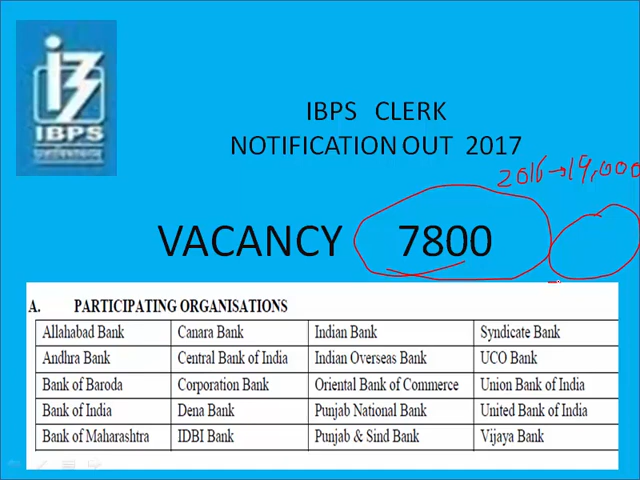 IBPS
IBPS CLERK
NOTIFICATION OUT 2017
2016→19,000
VACANCY 7800
A. PARTICIPATING ORGANISATIONS
Allahabad Bank Canara Bank Indian Bank Syndicate Bank
Andhra Bank Central Bank of India Indian Overseas Bank UCO Bank
Bank of Baroda Corporation Bank Oriental Bank of Commerce Union Bank of India
Bank of India Dena Bank Punjab National Bank United Bank of India
Bank of Maharashtra IDBI Bank Punjab & Sind Bank Vijaya Bank